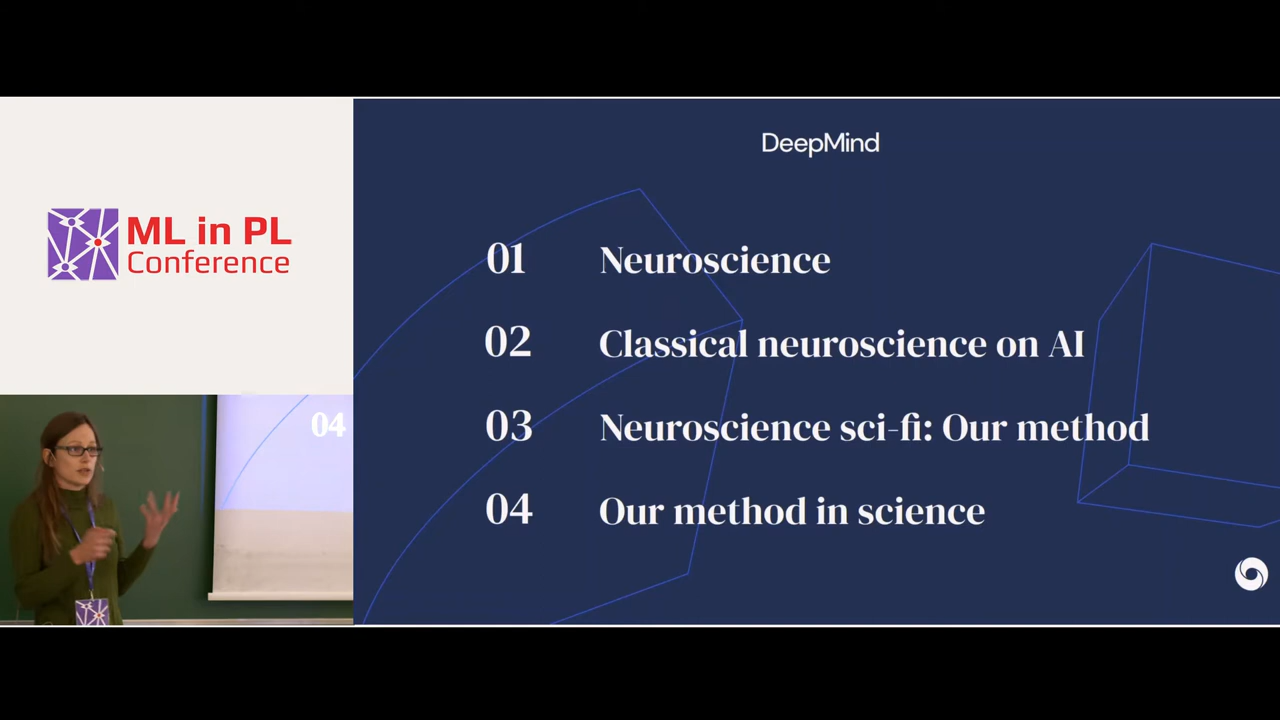 ML in PL
Conference
04
DeepMind
01 Neuroscience
02 Classical neuroscience on AI
03 Neuroscience sci-fi: Our method
04 Our method in science